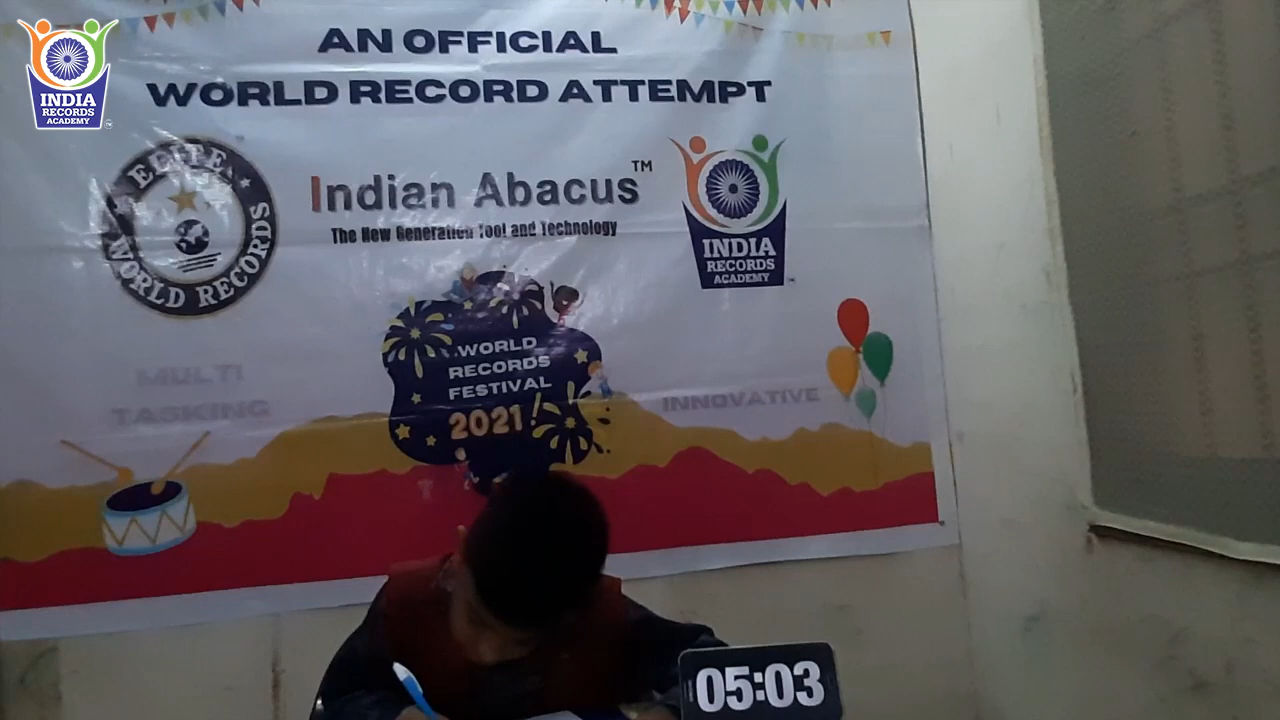 INDIA
RECORDS
ACADEMY
AN OFFICIAL
WORLD RECORD ATTEMPT
ELITE
WORLD RECORDS
Indian Abacus™
The New Generation Tool and Technology
INDIA
RECORDS
ACADEMY
WORLD
RECORDS
FESTIVAL
2021!
MULTI
TASKING
INNOVATIVE
05:03